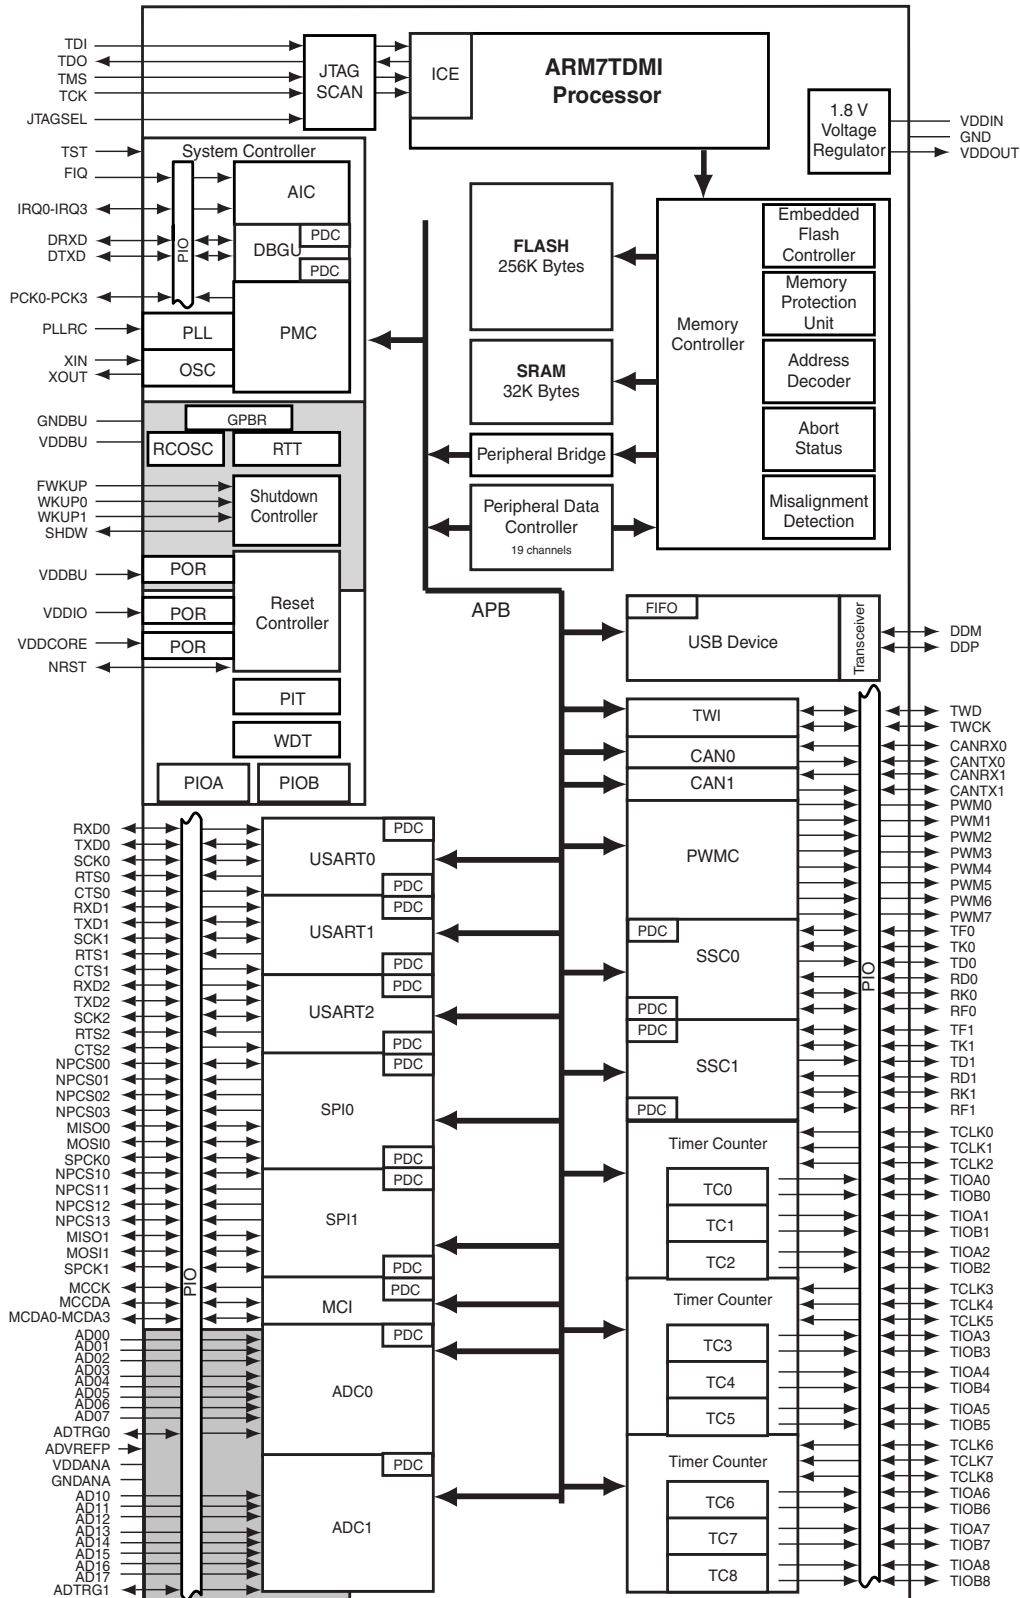 TDI
TDO
TMS
TCK
JTAGSEL
JTAG
SCAN
ICE
ARM7TDMI
Processor
1.8 V
Voltage
Regulator
VDDIN
GND
VDDOUT
TST
FIQ
IRQ0-IRQ3
DRXD
DTXD
PCK0-PCK3
PLLRC
XIN
XOUT
System Controller
PIO
AIC
DBGU
PDC
PDC
PMC
PLL
OSC
FLASH
256K Bytes
SRAM
32K Bytes
Peripheral Bridge
Peripheral Data
Controller
19 channels
Memory
Controller
Embedded
Flash
Controller
Memory
Protection
Unit
Address
Decoder
Abort
Status
Misalignment
Detection
GNDBU
VDDBU
FWKUP
WKUP0
WKUP1
SHDW
VDDBU
VDDIO
VDDCORE
NRST
GPBR
RCOSC
RTT
Shutdown
Controller
POR
POR
POR
Reset
Controller
PIT
WDT
PIOA
PIOB
APB
FIFO
USB Device
Transceiver
DDM
DDP
RXD0
TXD0
SCK0
RTS0
CTS0
RXD1
TXD1
SCK1
RTS1
CTS1
RXD2
TXD2
SCK2
RTS2
CTS2
NPCS00
NPCS01
NPCS02
NPCS03
MISO0
MOSI0
SPCK0
NPCS10
NPCS11
NPCS12
NPCS13
MISO1
MOSI1
SPCK1
MCCK
MCCDA
MCDA0-MCDA3
AD00
AD01
AD02
AD03
AD04
AD05
AD06
AD07
ADTRG0
ADVREFP
VDDANA
GNDANA
AD10
AD11
AD12
AD13
AD14
AD15
AD16
AD17
ADTRG1
PIO
PDC
USART0
PDC
PDC
USART1
PDC
PDC
USART2
PDC
PDC
SPI0
PDC
PDC
SPI1
PDC
PDC
MCI
PDC
ADC0
PDC
ADC1
TWI
CAN0
CAN1
PWMC
PDC
SSC0
PDC
PDC
SSC1
PDC
Timer Counter
TC0
TC1
TC2
Timer Counter
TC3
TC4
TC5
Timer Counter
TC6
TC7
TC8
PIO
TWD
TWCK
CANRX0
CANTX0
CANRX1
CANTX1
PWM0
PWM1
PWM2
PWM3
PWM4
PWM5
PWM6
PWM7
TF0
TK0
TD0
RD0
RK0
RF0
TF1
TK1
TD1
RD1
RK1
RF1
TCLK0
TCLK1
TCLK2
TIOA0
TIOB0
TIOA1
TIOB1
TIOA2
TIOB2
TCLK3
TCLK4
TCLK5
TIOA3
TIOB3
TIOA4
TIOB4
TIOA5
TIOB5
TCLK6
TCLK7
TCLK8
TIOA6
TIOB6
TIOA7
TIOB7
TIOA8
TIOB8